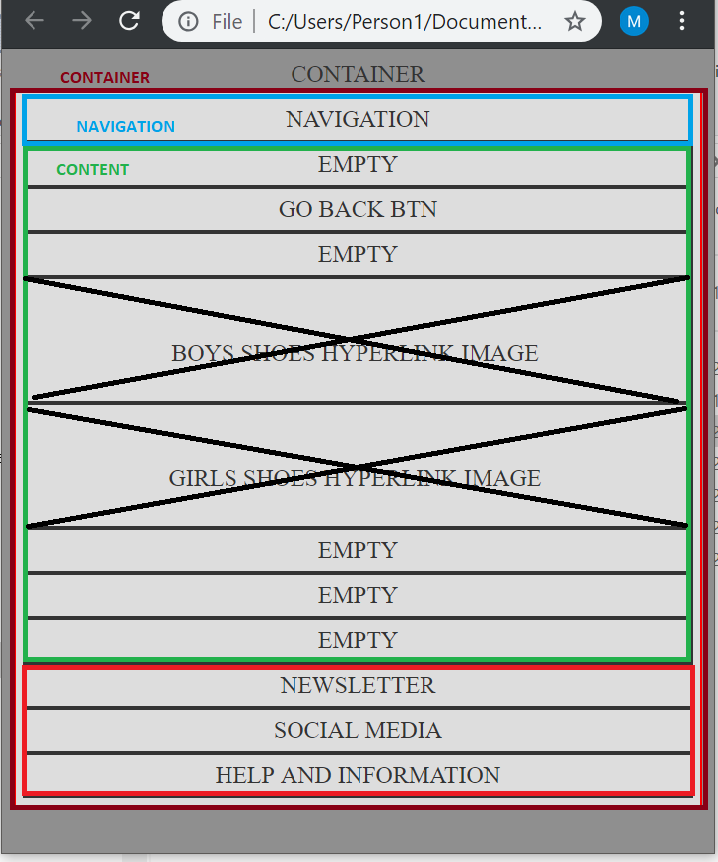 File | C:/Users/Person1/Document...
M
CONTAINER
CONTAINER
NAVIGATION
NAVIGATION
EMPTY
CONTENT
GO BACK BTN
EMPTY
BOYS SHOES HYPERLINK IMAGE
GIRLS SHOES HYPERLINK IMAGE
EMPTY
EMPTY
EMPTY
NEWSLETTER
SOCIAL MEDIA
HELP AND INFORMATION